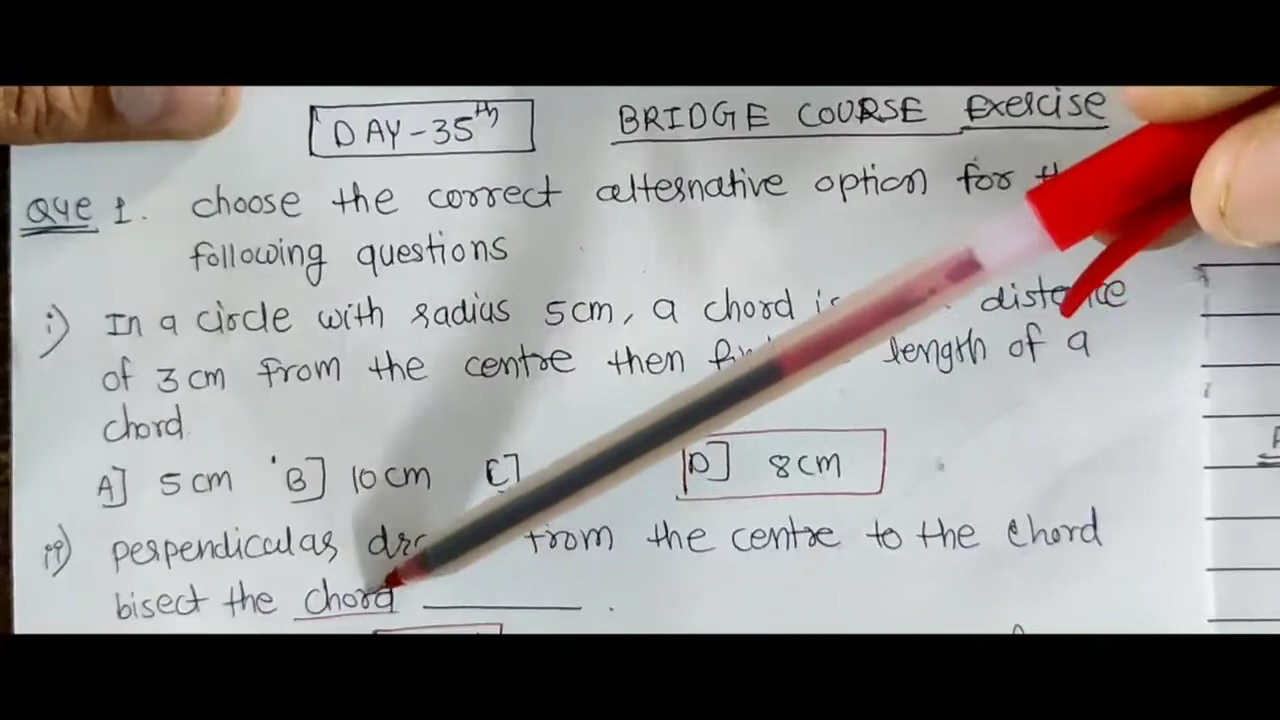 DAY-35th BRIDGE COURSE Exercise
Que 1. choose the correct alternative option for
following questions
i) In a circle with radius 5cm, a chord distance
of 3cm from the centre then length of a
chord.
A] 5cm B] 10cm C] D] 8cm
ii) perpendicular from the centre to the chord
bisect the chord ________ .